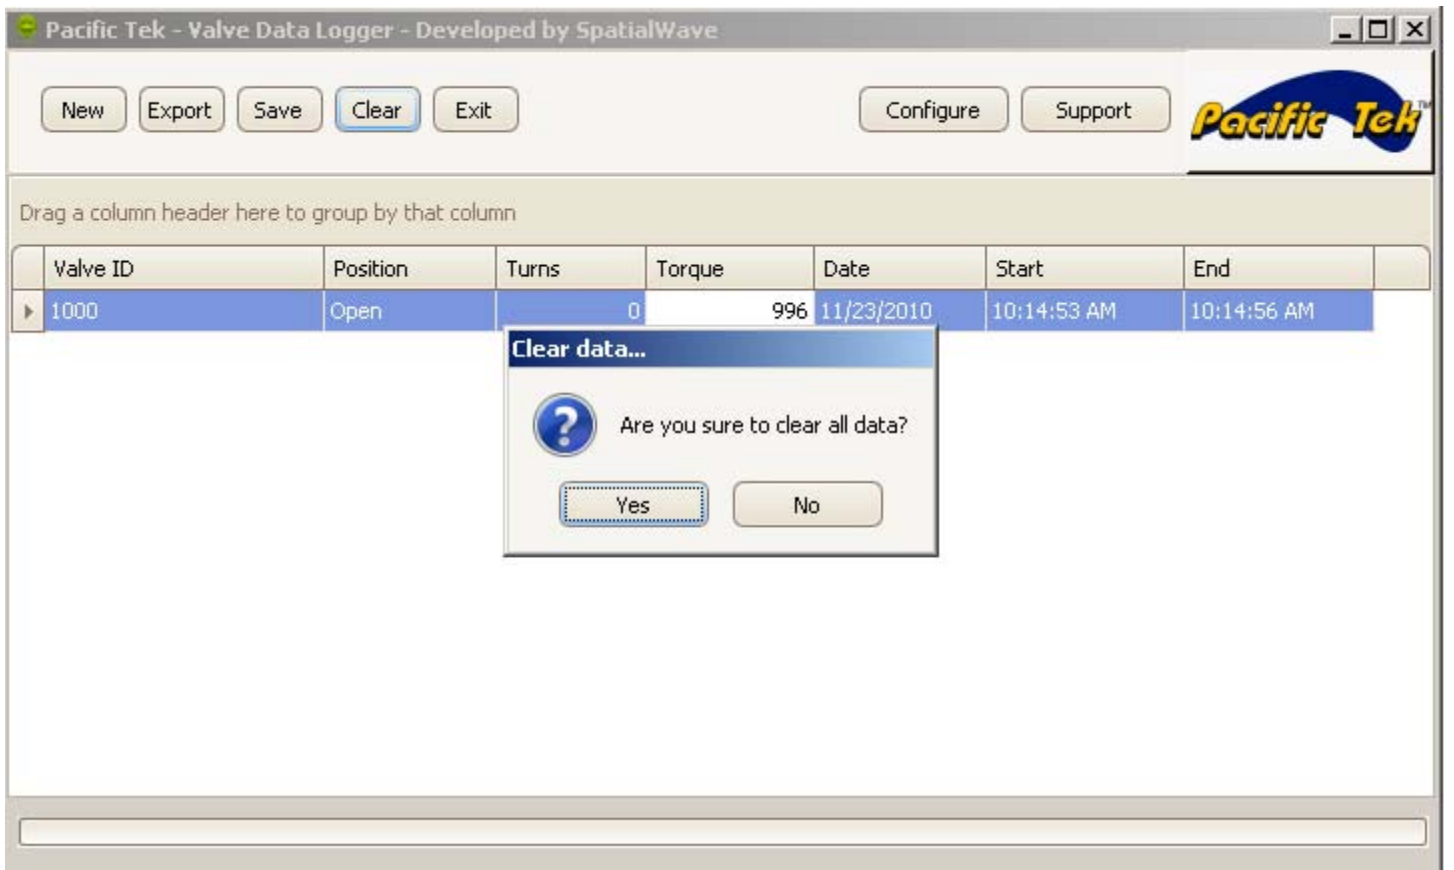 Pacific Tek - Valve Data Logger - Developed by SpatialWave
New Export Save Clear Exit Configure Support Pacific Tek™
Drag a column header here to group by that column
Valve ID Position Turns Torque Date Start End
1000 Open 0 996 11/23/2010 10:14:53 AM 10:14:56 AM
Clear data...
? Are you sure to clear all data?
Yes No